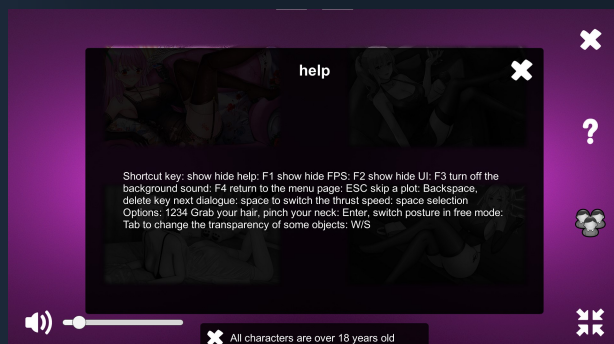 help
Shortcut key: show hide help: F1 show hide FPS: F2 show hide UI: F3 turn off the
background sound: F4 return to the menu page: ESC skip a plot: Backspace,
delete key next dialogue: space to switch the thrust speed: space selection
Options: 1234 Grab your hair, pinch your neck: Enter, switch posture in free mode:
Tab to change the transparency of some objects: W/S
All characters are over 18 years old